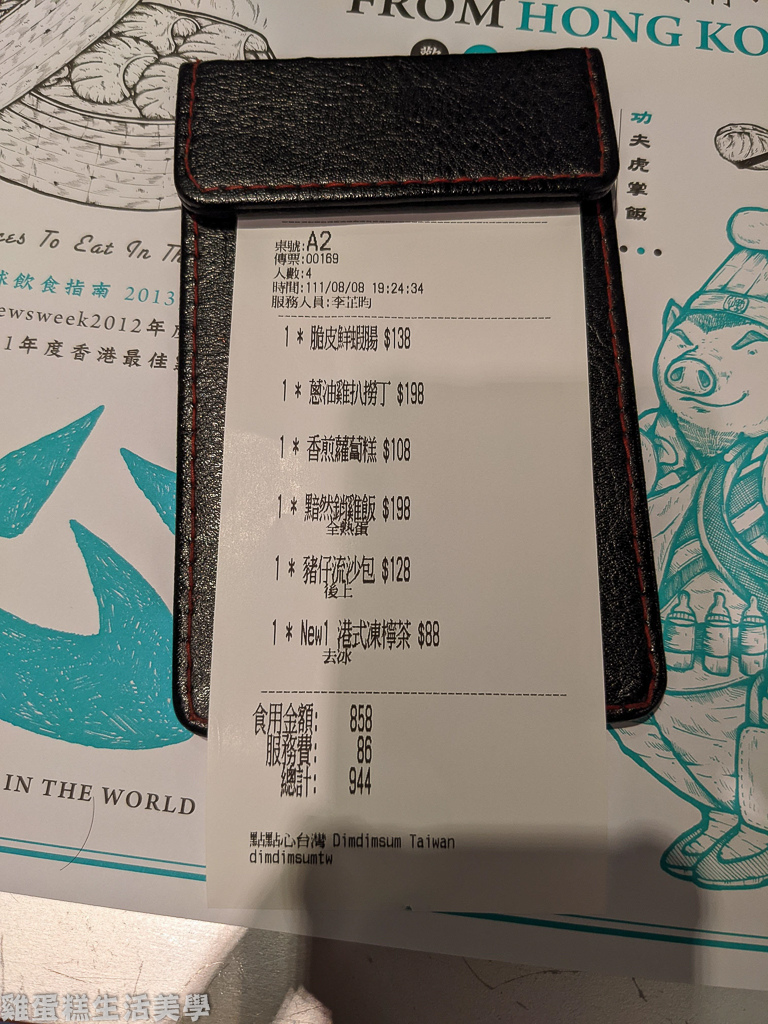 FROM HONG KO
歡
功夫虎掌飯
ces To Eat In Th
球飲食指南 2013
ewsweek2012年度
1年度香港最佳
桌號:A2
傳票:00169
人數:4
時間:111/08/08 19:24:34
服務人員:李芷昀
1 * 脆皮鮮蝦腸 $138
1 * 蔥油雞扒撈丁 $198
1 * 香煎蘿蔔糕 $108
1 * 黯然銷雞飯 $198
全熟蛋
1 * 豬仔流沙包 $128
後上
1 * New1 港式凍檸茶 $88
去冰
食用金額: 858
服務費: 86
總計: 944
點點心台灣 Dimdimsum Taiwan
dimdimsumtw
IN THE WORLD
雞蛋糕生活美學